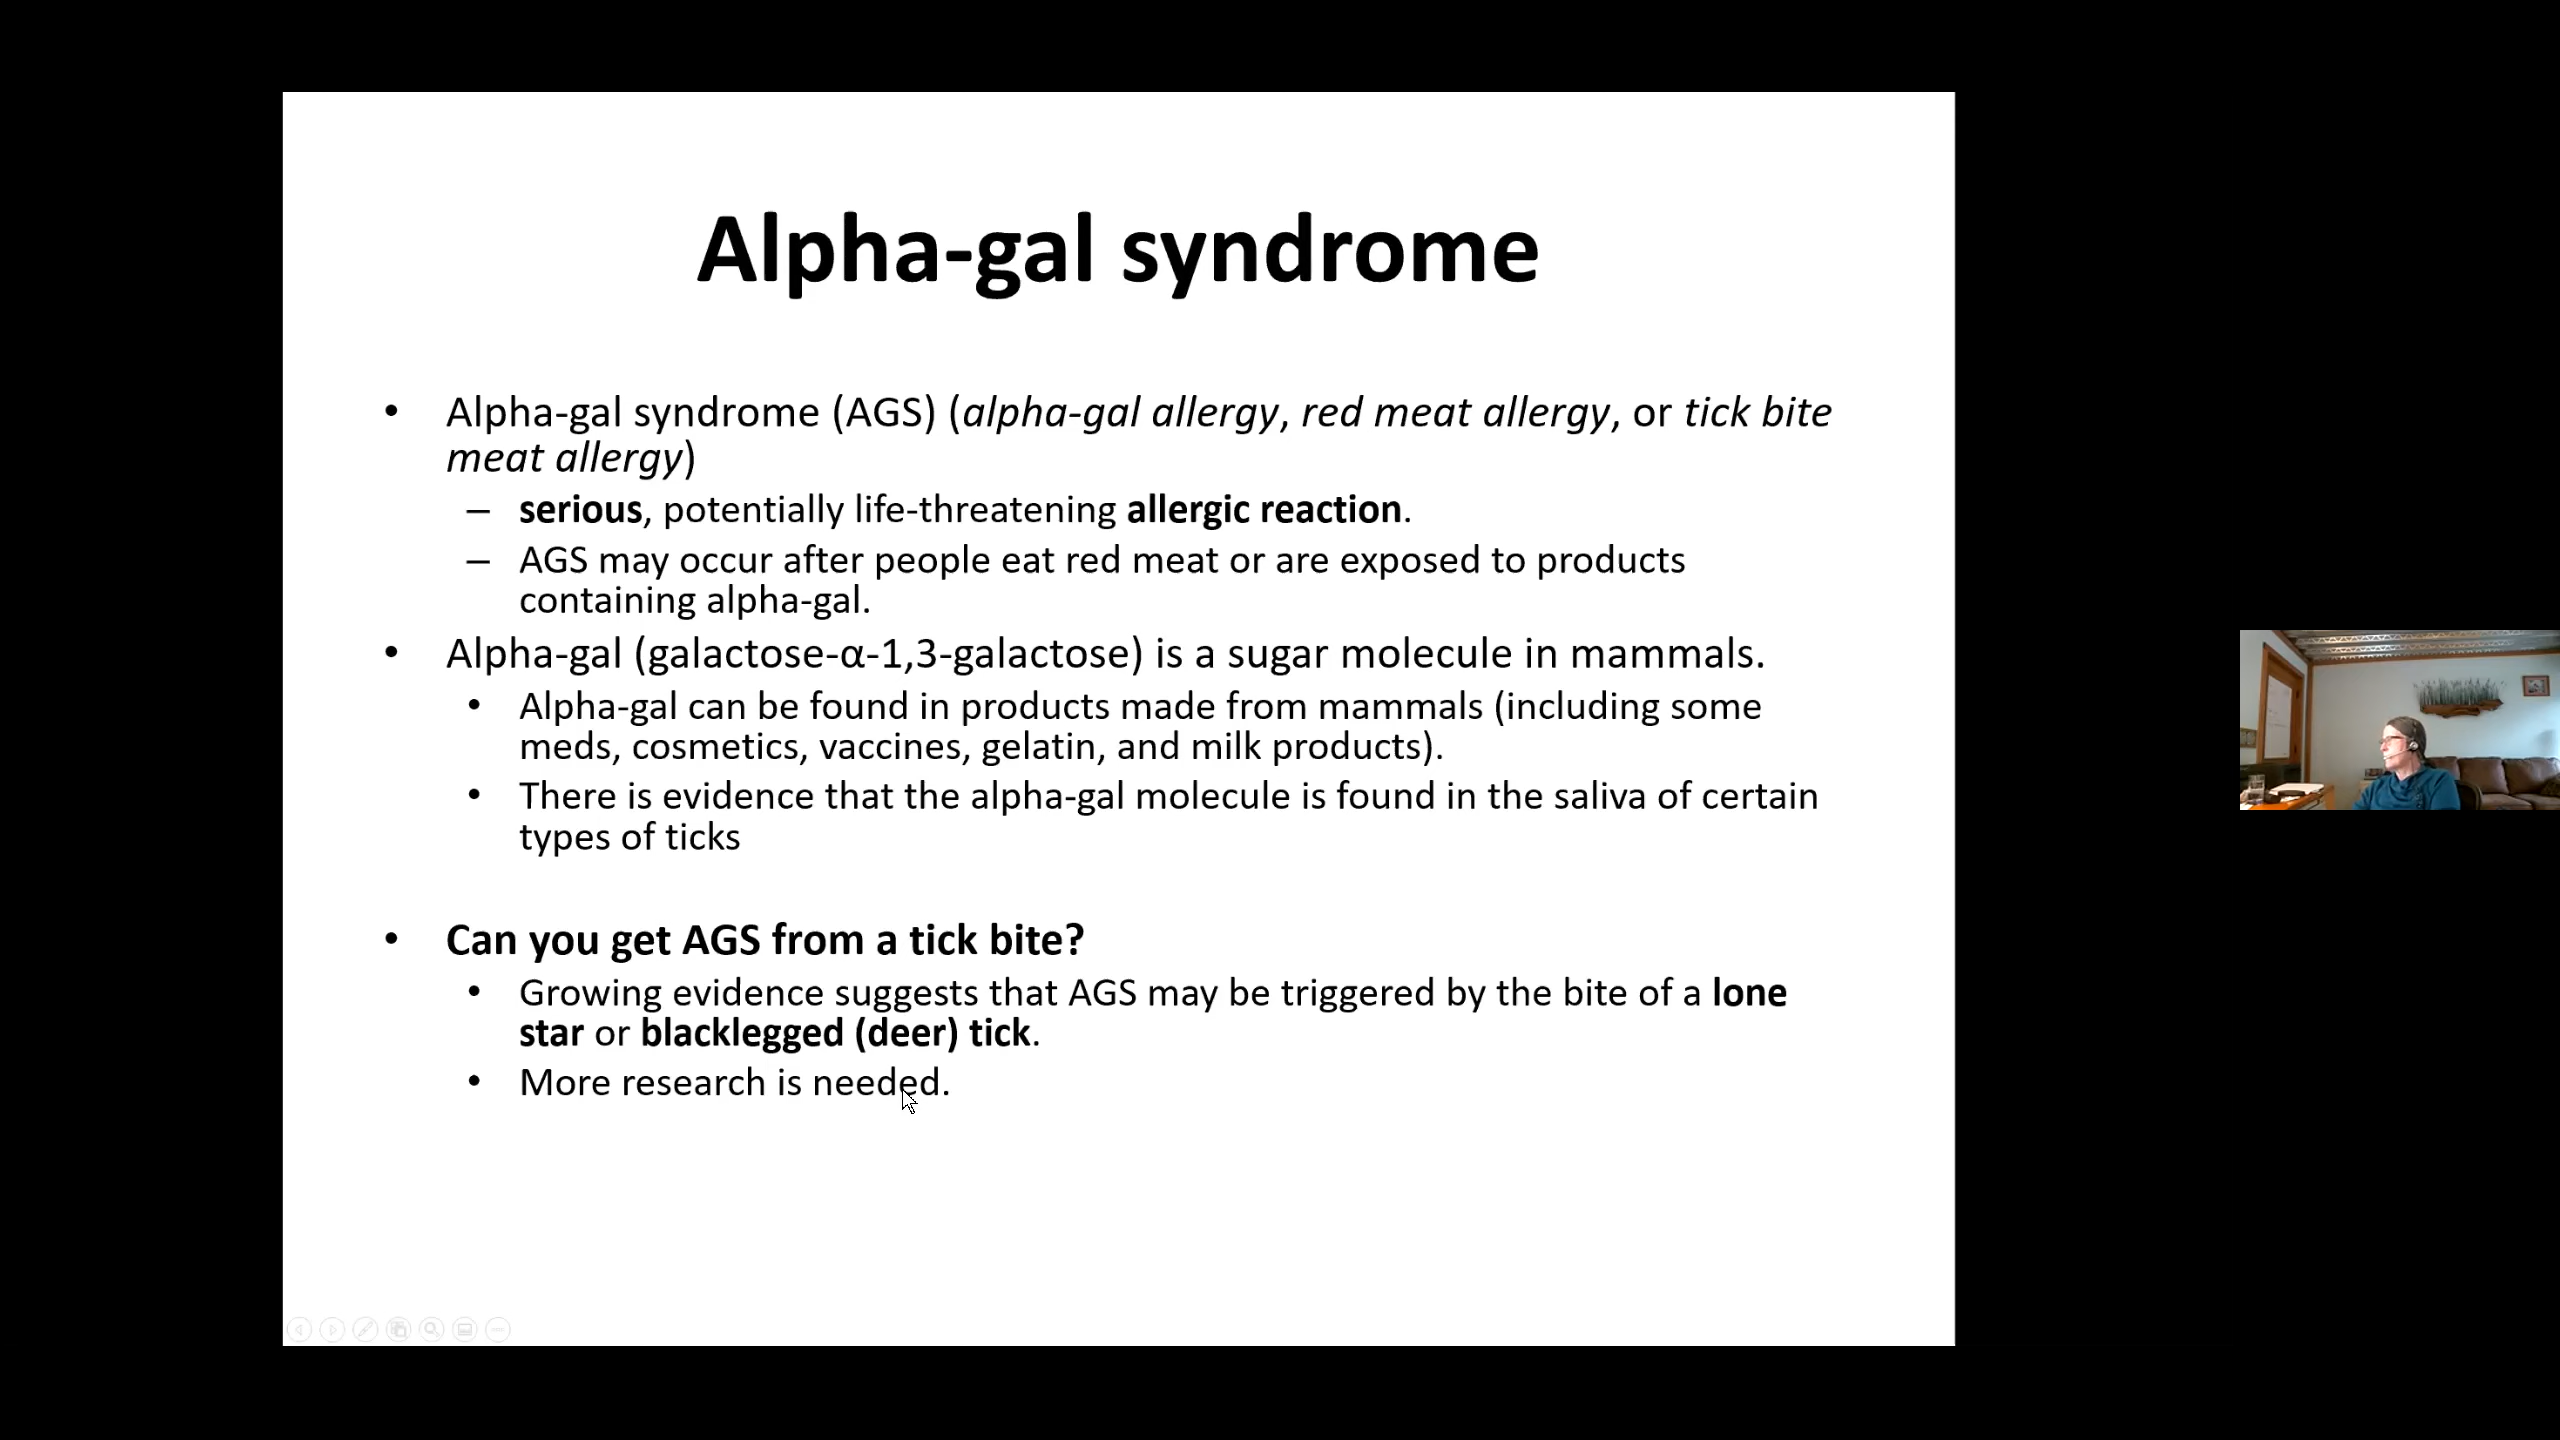 Alpha-gal syndrome
• Alpha-gal syndrome (AGS) (alpha-gal allergy, red meat allergy, or tick bite
meat allergy)
– serious, potentially life-threatening allergic reaction.
– AGS may occur after people eat red meat or are exposed to products
containing alpha-gal.
• Alpha-gal (galactose-α-1,3-galactose) is a sugar molecule in mammals.
• Alpha-gal can be found in products made from mammals (including some
meds, cosmetics, vaccines, gelatin, and milk products).
• There is evidence that the alpha-gal molecule is found in the saliva of certain
types of ticks
• Can you get AGS from a tick bite?
• Growing evidence suggests that AGS may be triggered by the bite of a lone
star or blacklegged (deer) tick.
• More research is needed.